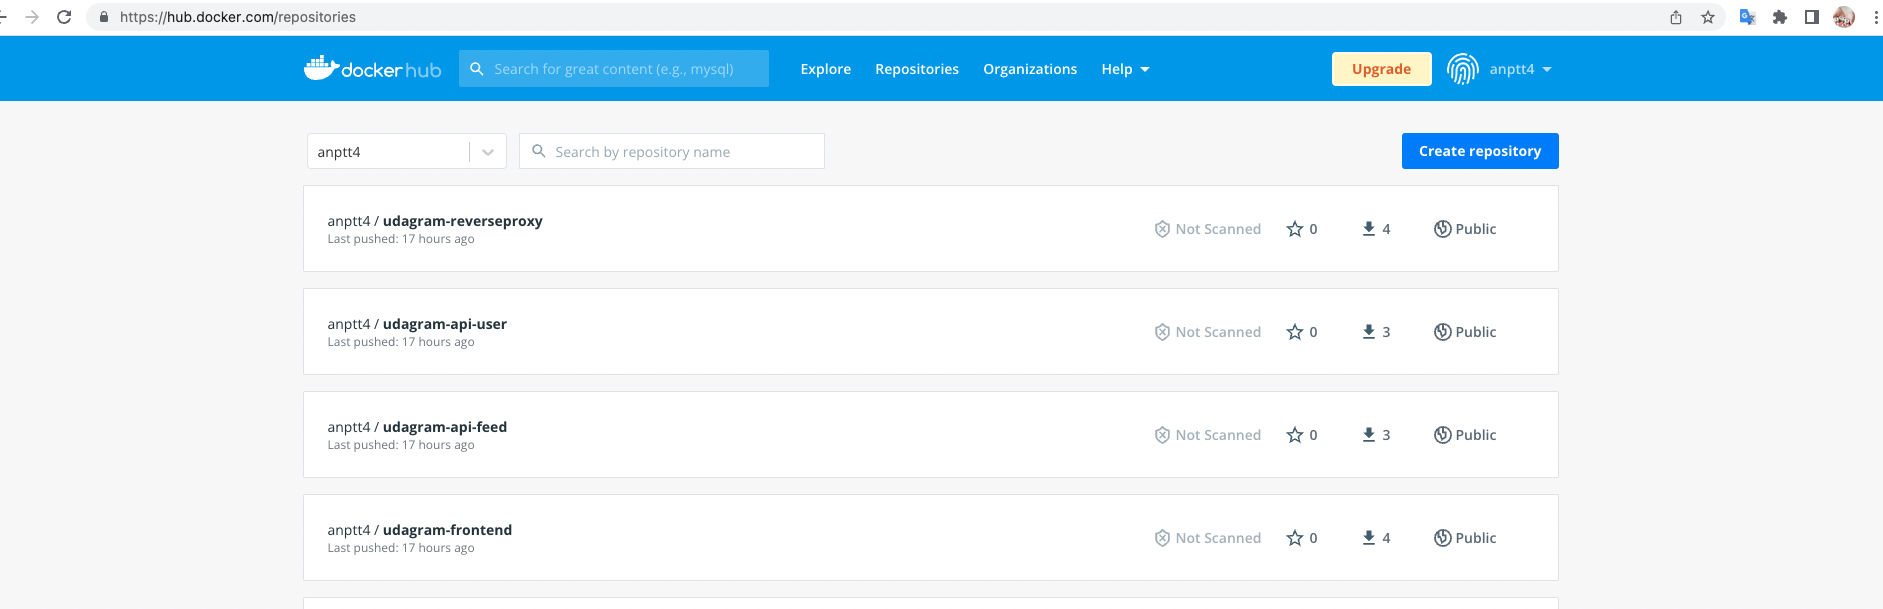 https://hub.docker.com/repositories
docker hub Search for great content (e.g., mysql) Explore Repositories Organizations Help Upgrade anptt4
anptt4 Search by repository name Create repository
anptt4 / udagram-reverseproxy
Last pushed: 17 hours ago
Not Scanned 0 4 Public
anptt4 / udagram-api-user
Last pushed: 17 hours ago
Not Scanned 0 3 Public
anptt4 / udagram-api-feed
Last pushed: 17 hours ago
Not Scanned 0 3 Public
anptt4 / udagram-frontend
Last pushed: 17 hours ago
Not Scanned 0 4 Public